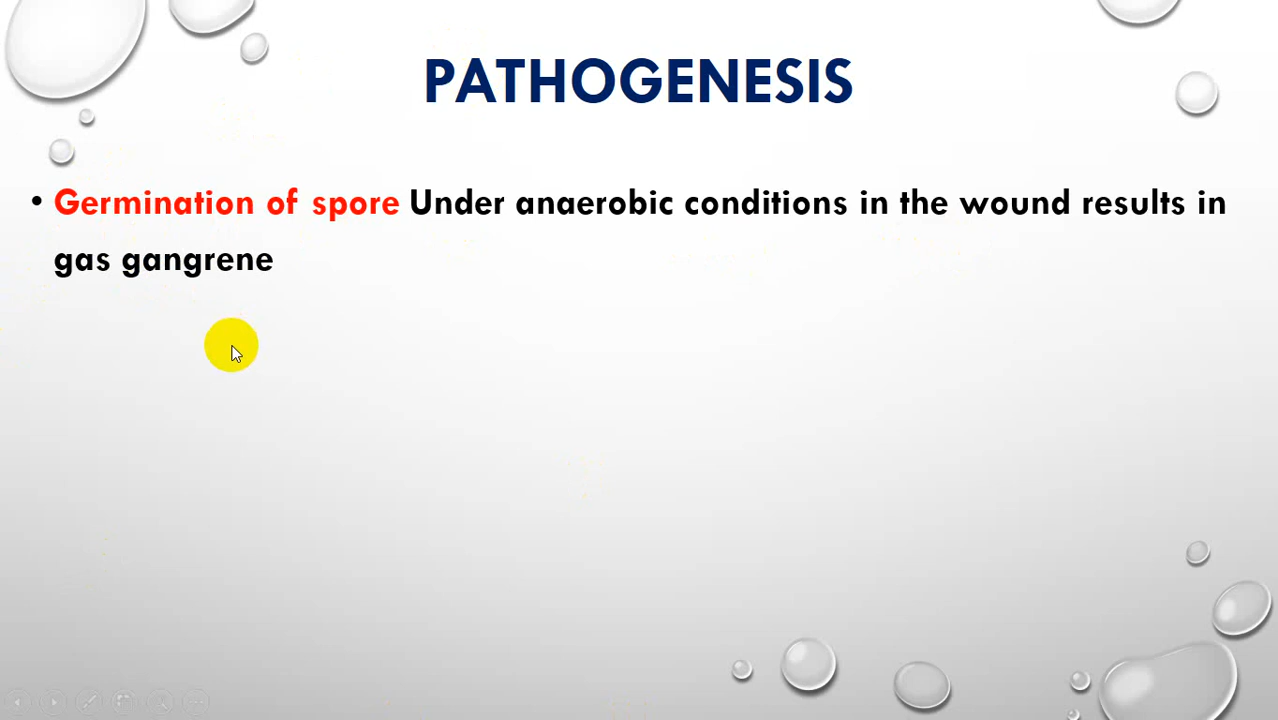 PATHOGENESIS
• Germination of spore Under anaerobic conditions in the wound results in
gas gangrene